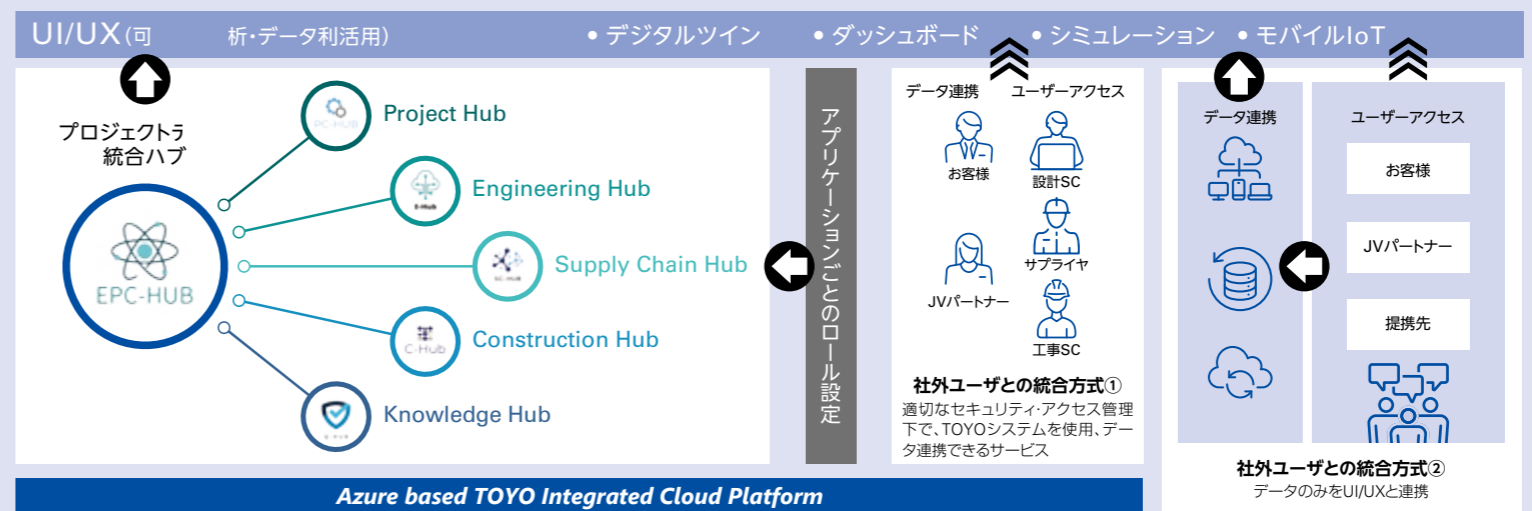 UI/UX(可 析・データ利活用)
• デジタルツイン
• ダッシュボード
• シミュレーション
• モバイルIoT
プロジェクト
統合ハブ
EPC-HUB
PC-HUB
Project Hub
Engineering Hub
SC-HUB
Supply Chain Hub
C-Hub
Construction Hub
Knowledge Hub
アプリケーションごとのロール設定
データ連携
ユーザーアクセス
お客様
設計SC
サプライヤ
JVパートナー
工事SC
社外ユーザとの統合方式①
適切なセキュリティ・アクセス管理
下で、TOYOシステムを使用、デー
タ連携できるサービス
データ連携
ユーザーアクセス
お客様
JVパートナー
提携先
社外ユーザとの統合方式②
データのみをUI/UXと連携
Azure based TOYO Integrated Cloud Platform